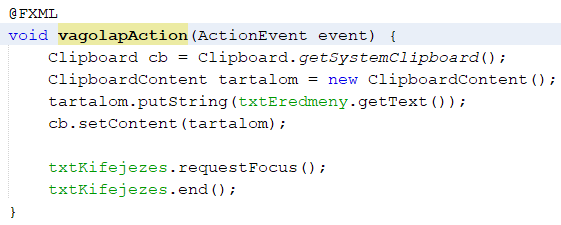 @FXML
void vagolapAction(ActionEvent event) {
Clipboard cb = Clipboard.getSystemClipboard();
ClipboardContent tartalom = new ClipboardContent();
tartalom.putString(txtEredmeny.getText());
cb.setContent(tartalom);
txtKifejezes.requestFocus();
txtKifejezes.end();
}